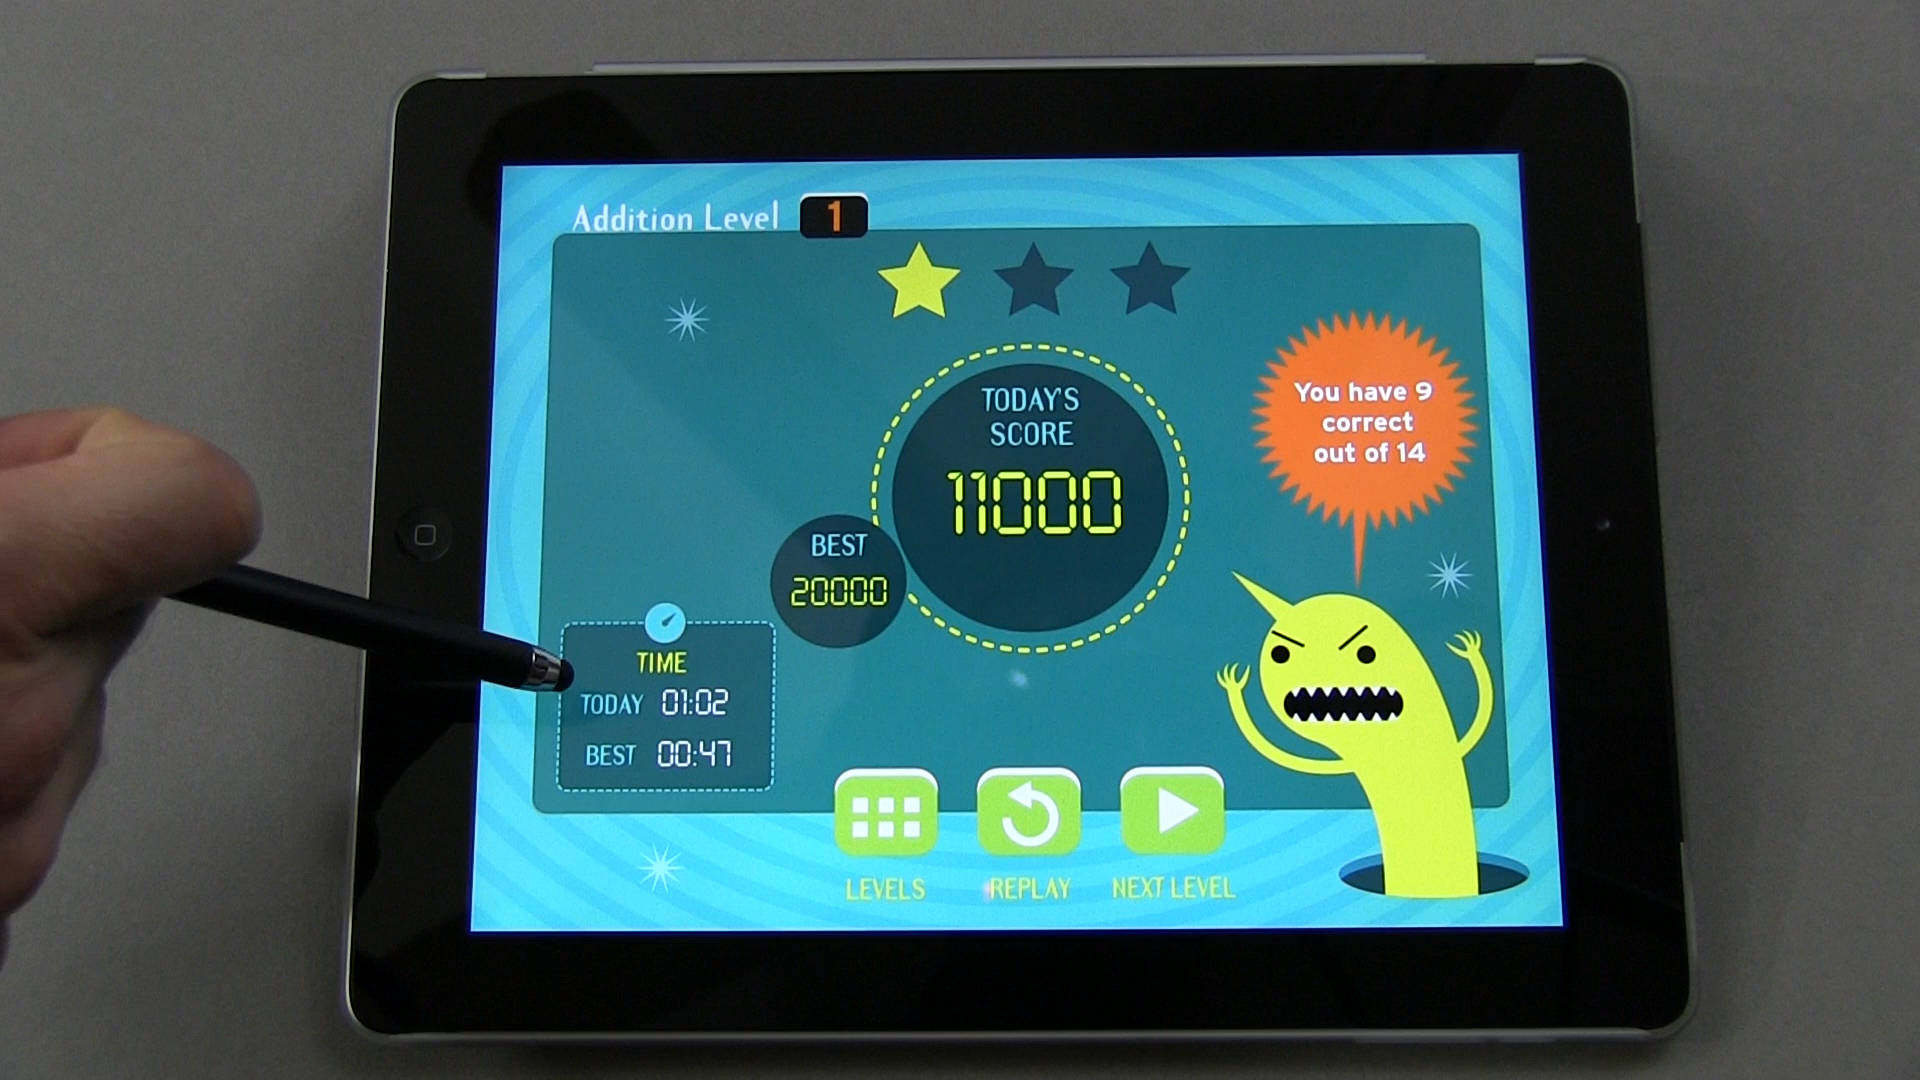 Addition Level 1
TODAY'S
SCORE
11000
BEST
20000
You have 9
correct
out of 14
TIME
TODAY 01:02
BEST 00:47
LEVELS
REPLAY
NEXT LEVEL